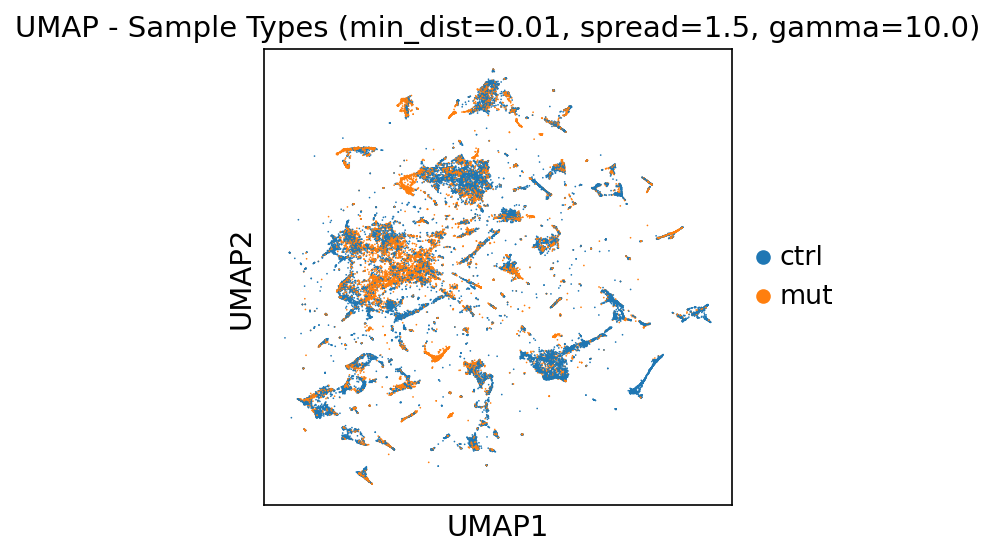 UMAP - Sample Types (min_dist=0.01, spread=1.5, gamma=10.0)
UMAP2
ctrl
mut
UMAP1